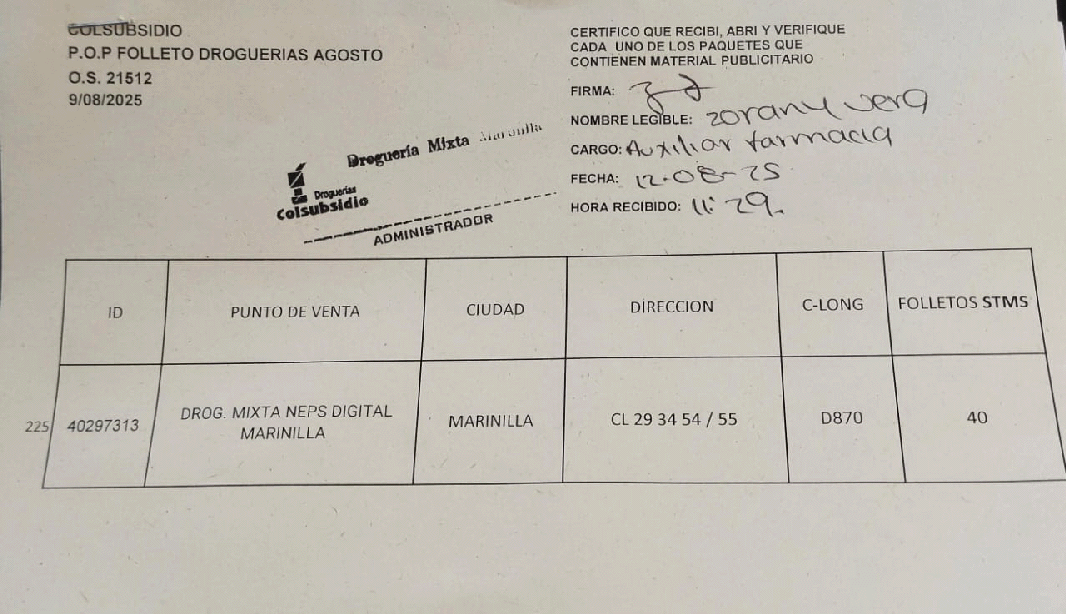 COLSUBSIDIO
P.O.P FOLLETO DROGUERIAS AGOSTO
O.S. 21512
9/08/2025
CERTIFICO QUE RECIBI, ABRI Y VERIFIQUE
CADA UNO DE LOS PAQUETES QUE
CONTIENEN MATERIAL PUBLICITARIO
FIRMA:
NOMBRE LEGIBLE: zorany vera
CARGO: Auxiliar farmacia
FECHA: 12-08-25
HORA RECIBIDO: 11:29.
Droguería Mixta Marinilla
Droguerías
Colsubsidio
ADMINISTRADOR
ID PUNTO DE VENTA CIUDAD DIRECCION C-LONG FOLLETOS STMS
225 40297313 DROG. MIXTA NEPS DIGITAL MARINILLA CL 29 34 54 / 55 D870 40
MARINILLA